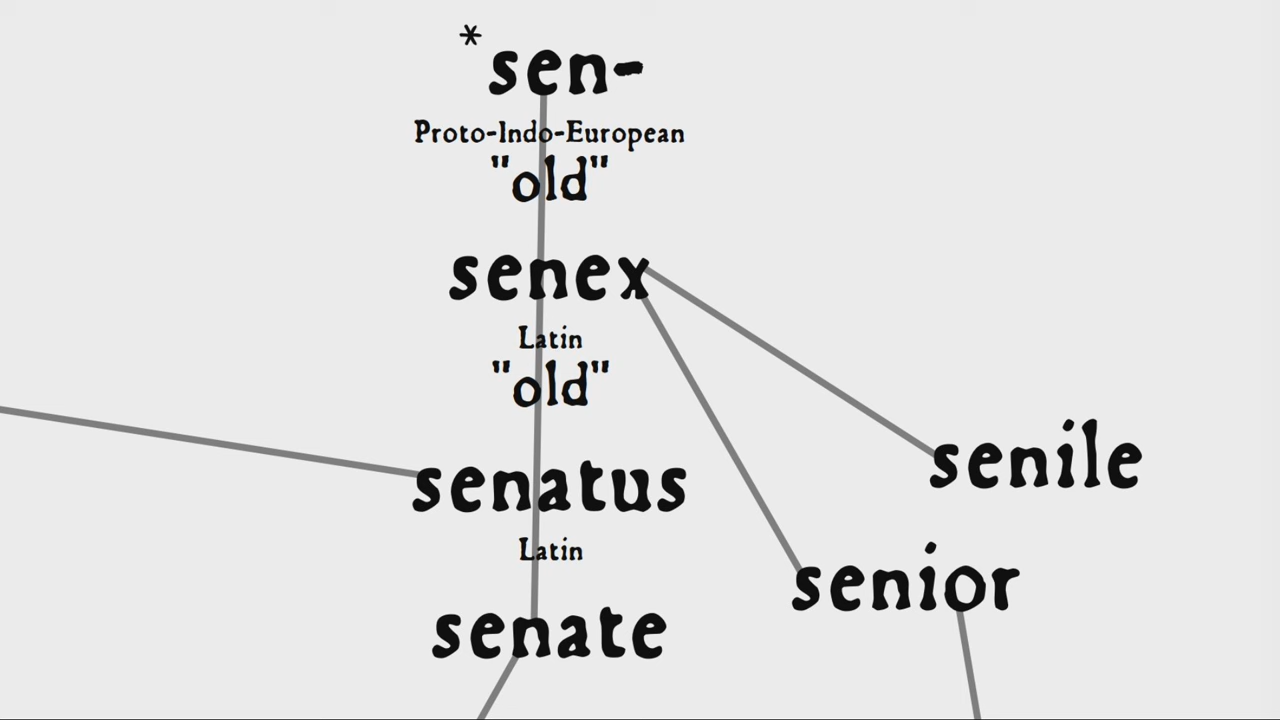 *sen-
Proto-Indo-European
"old"
senex
Latin
"old"
senile
senatus
Latin
senior
senate